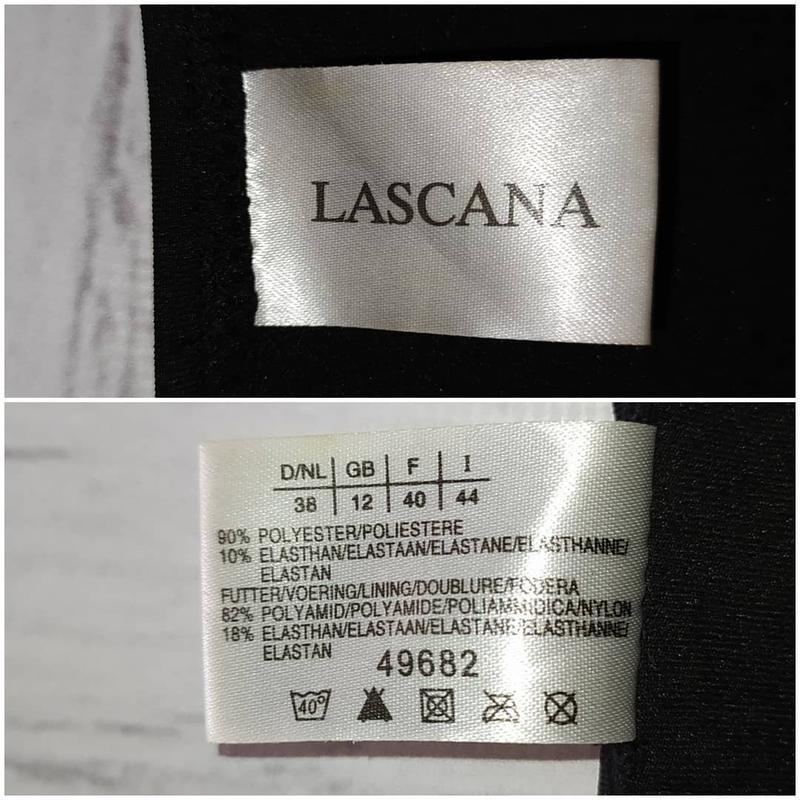 LASCANA
D/NL GB F I
38 12 40 44
90% POLYESTER/POLIESTERE
10% ELASTHAN/ELASTAAN/ELASTANE/ELASTHANNE/
ELASTAN
FUTTER/VOERING/LINING/DOUBLURE/FODERA
82% POLYAMID/POLYAMIDE/POLIAMMIDICA/NYLON
18% ELASTHAN/ELASTAAN/ELASTANE/ELASTHANNE/
ELASTAN
49682
40°